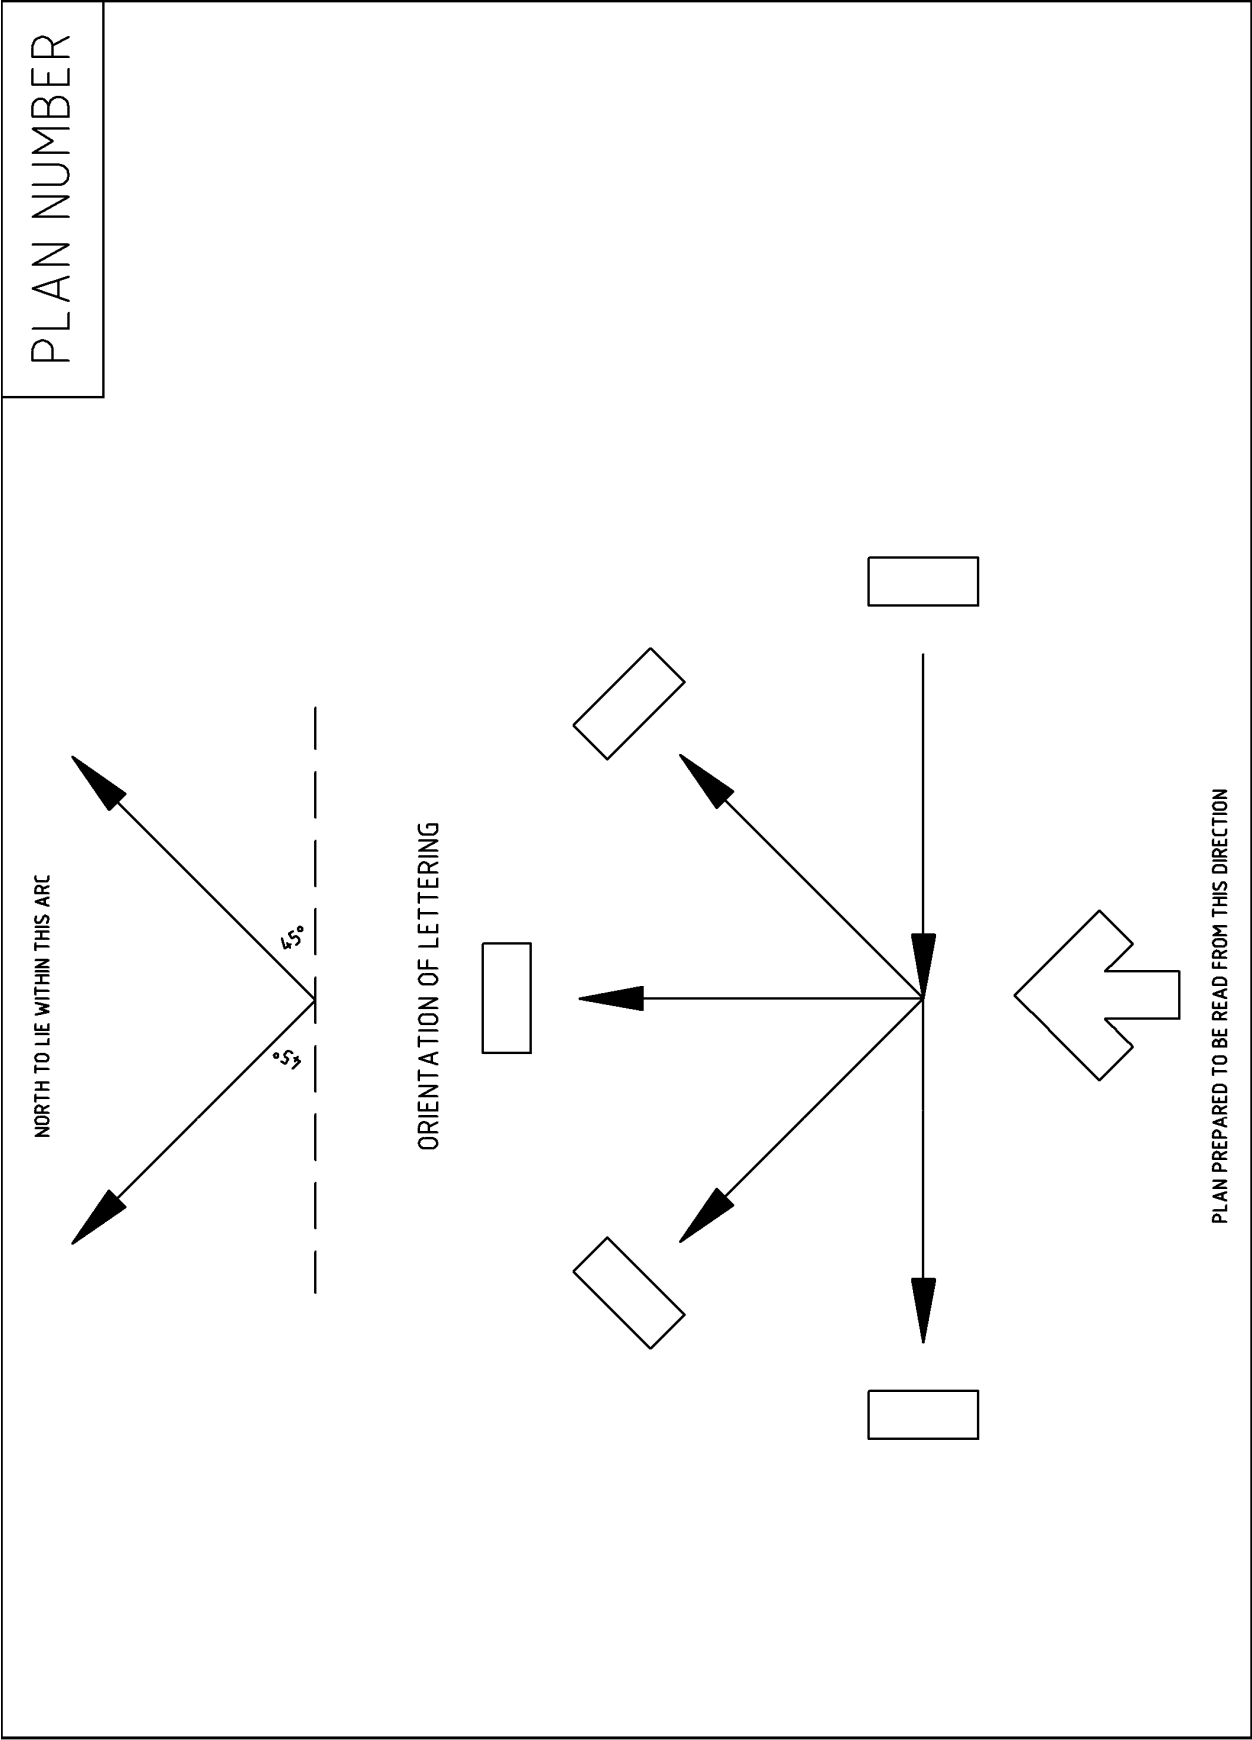 PLAN NUMBER
NORTH TO LIE WITHIN THIS ARC
45°
45°
ORIENTATION OF LETTERING
PLAN PREPARED TO BE READ FROM THIS DIRECTION